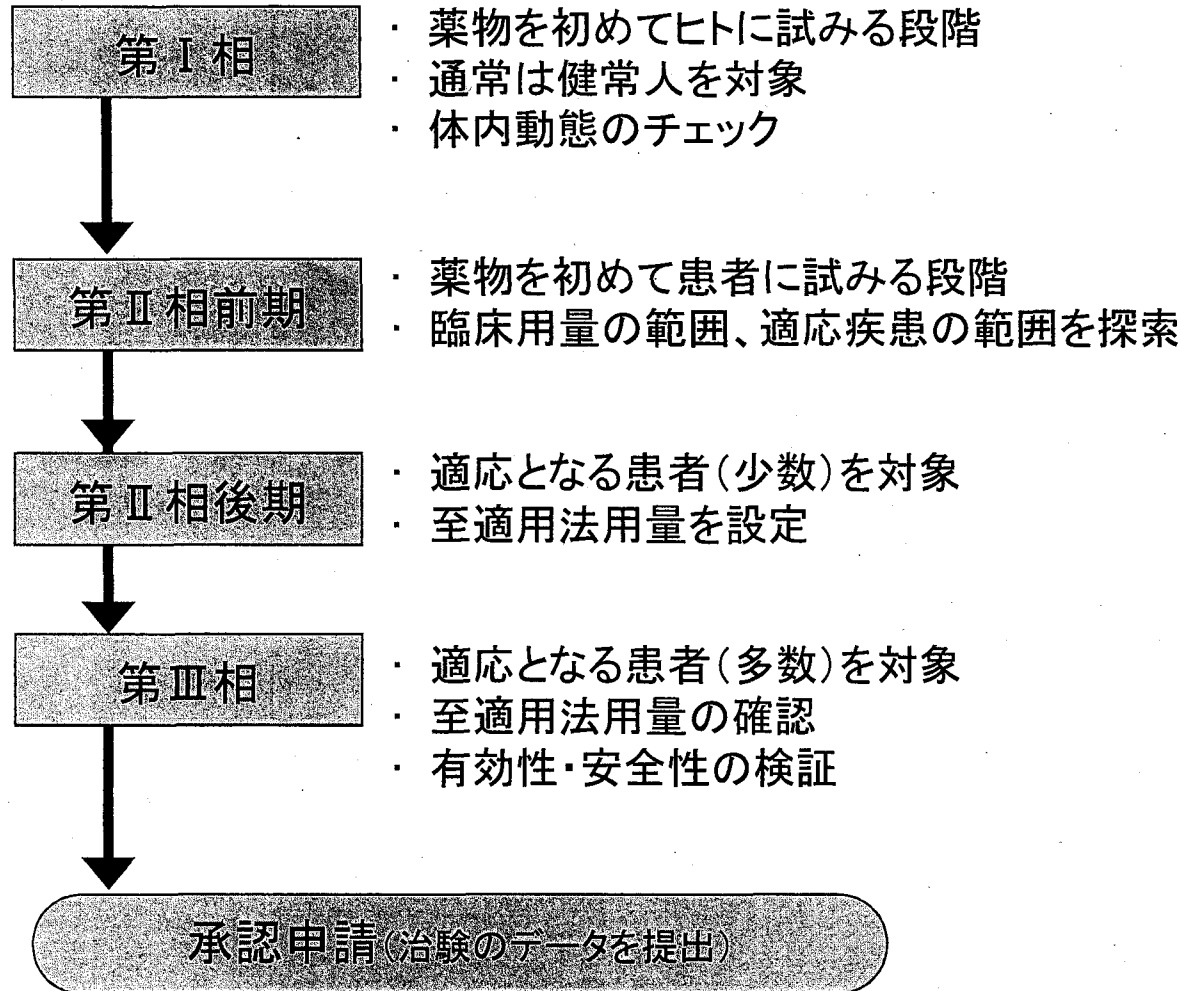 第Ⅰ相
・ 薬物を初めてヒトに試みる段階
・ 通常は健常人を対象
・ 体内動態のチェック
第Ⅱ相前期
・ 薬物を初めて患者に試みる段階
・ 臨床用量の範囲、適応疾患の範囲を探索
第Ⅱ相後期
・ 適応となる患者(少数)を対象
・ 至適用法用量を設定
第Ⅲ相
・ 適応となる患者(多数)を対象
・ 至適用法用量の確認
・ 有効性・安全性の検証
承認申請(治験のデータを提出)